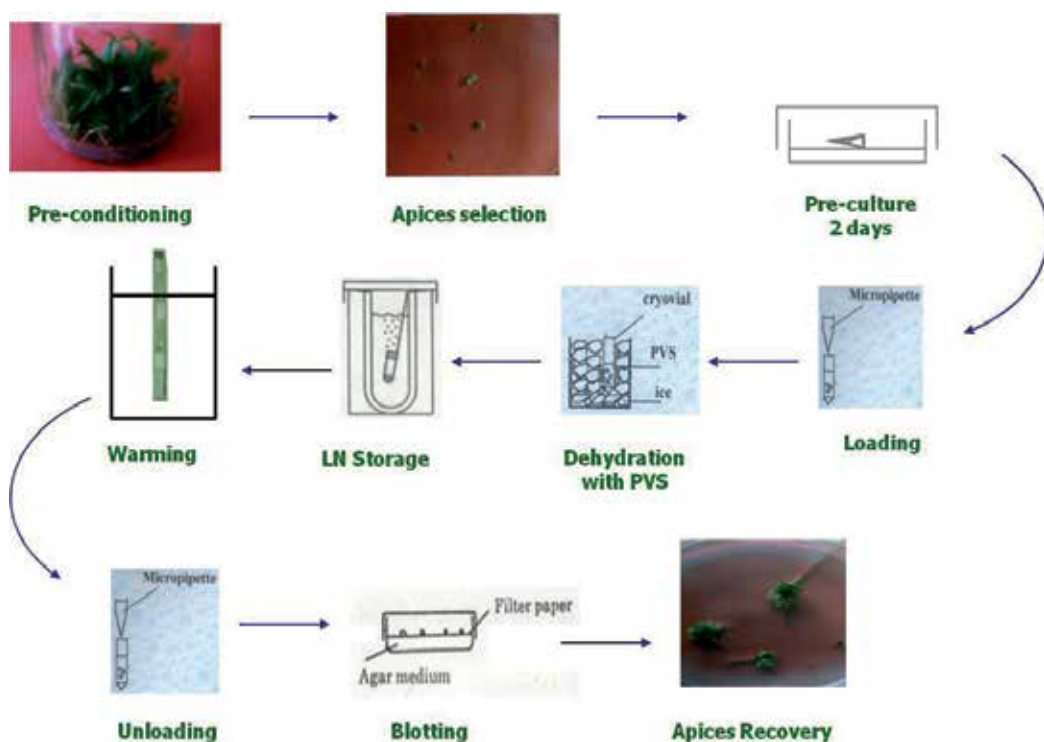 Pre-conditioning
Apices selection
Pre-culture
2 days
Micropipette
Loading
cryovial
PVS
ice
Dehydration
with PVS
LN Storage
Warming
Micropipette
Unloading
Filter paper
Agar medium
Blotting
Apices Recovery